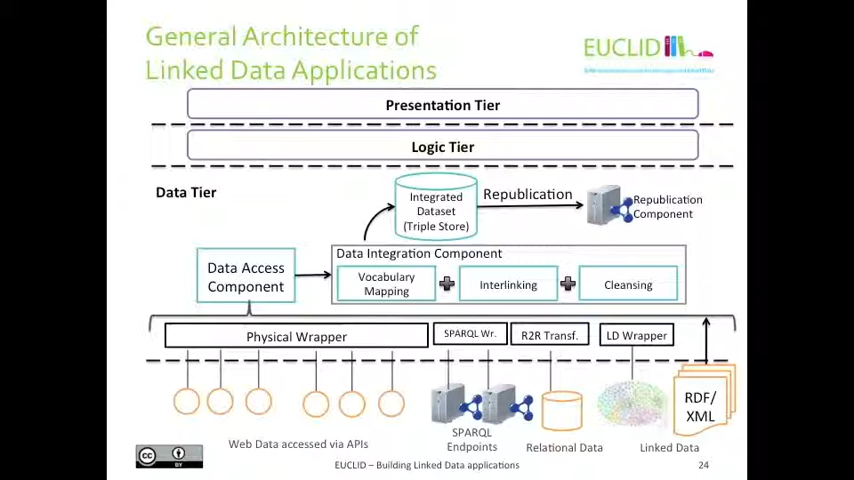 General Architecture of
Linked Data Applications
EUCLID
Presentation Tier
Logic Tier
Data Tier
Integrated
Dataset
(Triple Store)
Republication
Republication
Component
Data Access
Component
Data Integration Component
Vocabulary
Mapping
Interlinking
Cleansing
Physical Wrapper
SPARQL Wr.
R2R Transf.
LD Wrapper
RDF/
XML
Web Data accessed via APIs
SPARQL
Endpoints
Relational Data
Linked Data
cc
BY
EUCLID – Building Linked Data applications
24